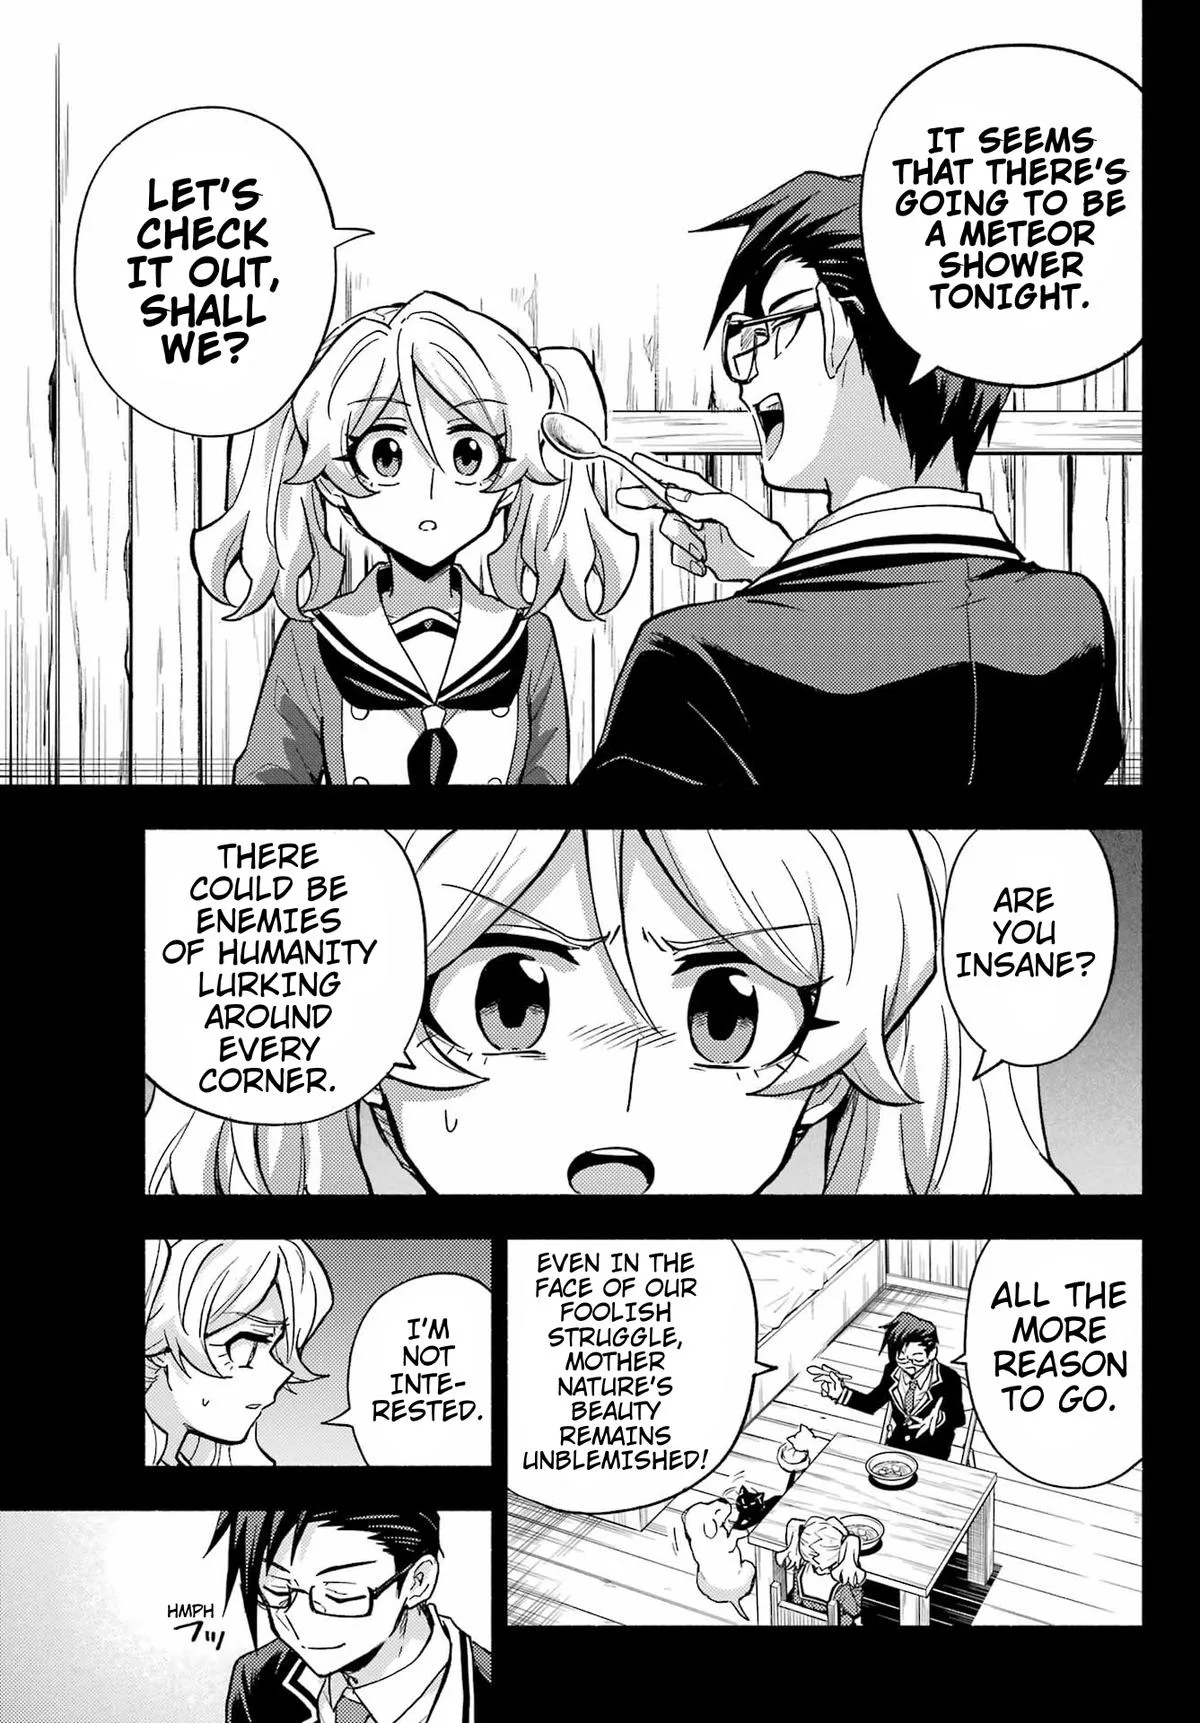 IT SEEMS
THAT THERE'S
GOING TO BE
A METEOR
SHOWER
TONIGHT.
LET'S
CHECK
IT OUT,
SHALL
WE?
ARE
YOU
INSANE?
THERE
COULD BE
ENEMIES
OF HUMANITY
LURKING
AROUND
EVERY
CORNER.
ALL THE
MORE
REASON
TO GO.
EVEN IN THE
FACE OF OUR
FOOLISH
STRUGGLE,
MOTHER
NATURE'S
BEAUTY
REMAINS
UNBLEMISHED!
I'M
NOT
INTE-
RESTED.
HMPH
フッ